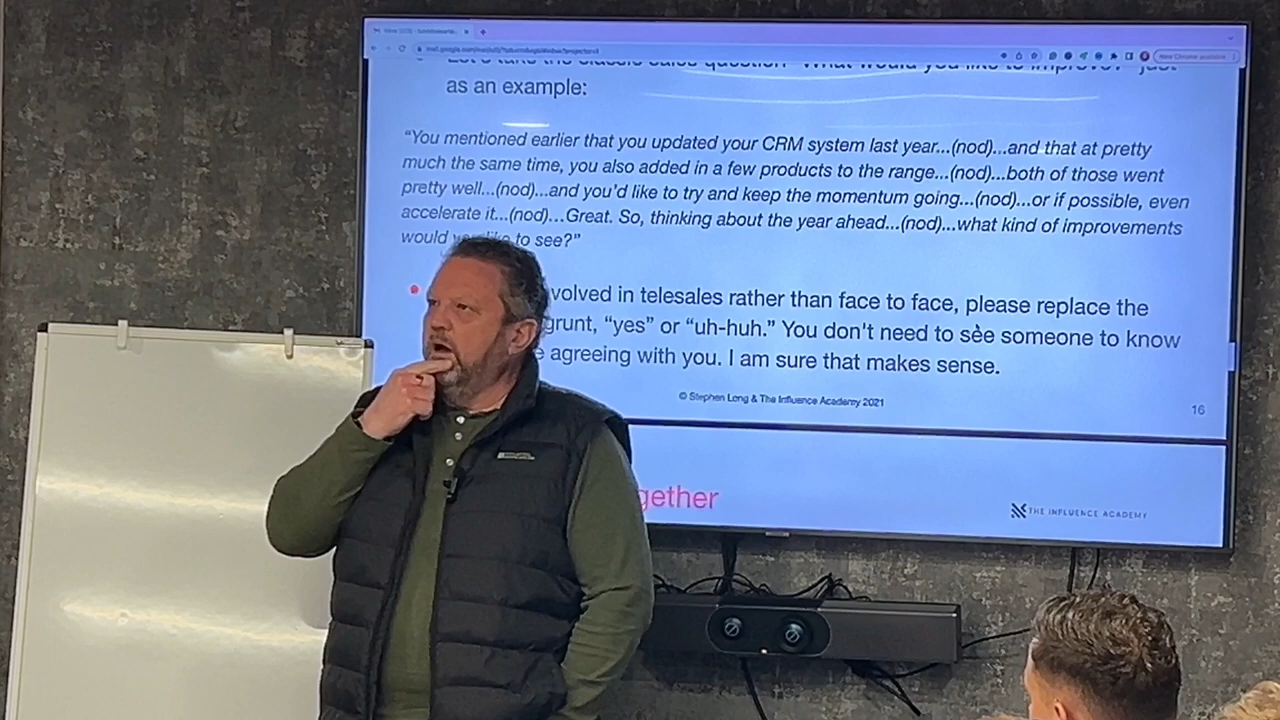 as an example:
“You mentioned earlier that you updated your CRM system last year...(nod)...and that at pretty
much the same time, you also added in a few products to the range...(nod)...both of those went
pretty well...(nod)...and you’d like to try and keep the momentum going...(nod)...or if possible, even
accelerate it...(nod)...Great. So, thinking about the year ahead...(nod)...what kind of improvements
would to see?”
volved in telesales rather than face to face, please replace the
grunt, “yes” or “uh-huh.” You don't need to see someone to know
e agreeing with you. I am sure that makes sense.
© Stephen Long & The Influence Academy 2021
16
gether
THE INFLUENCE ACADEMY